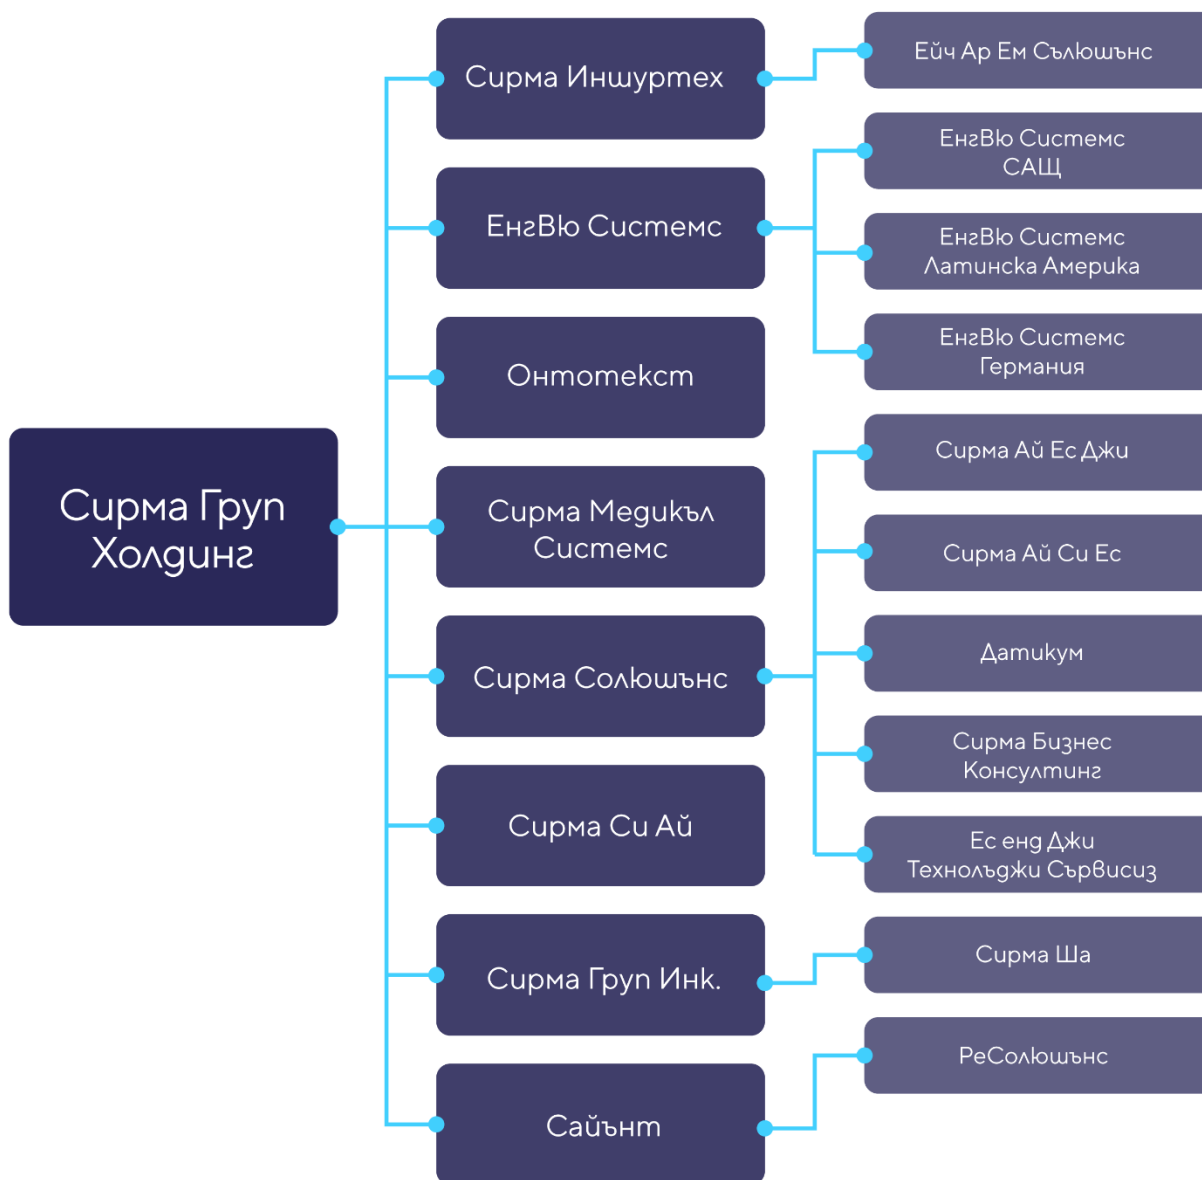 Сирма Груп
Холдинг
Сирма Иншуртех
ЕнгВю Системс
Онтотекст
Сирма Медикъл
Системс
Сирма Солюшънс
Сирма Си Ай
Сирма Груп Инк.
Сайънт
Ейч Ар Ем Сълюшънс
ЕнгВю Системс
САЩ
ЕнгВю Системс
Латинска Америка
ЕнгВю Системс
Германия
Сирма Ай Ес Джи
Сирма Ай Си Ес
Датикум
Сирма Бизнес
Консултинг
Ес енд Джи
Технолъджи Сървисиз
Сирма Ша
РеСолюшънс